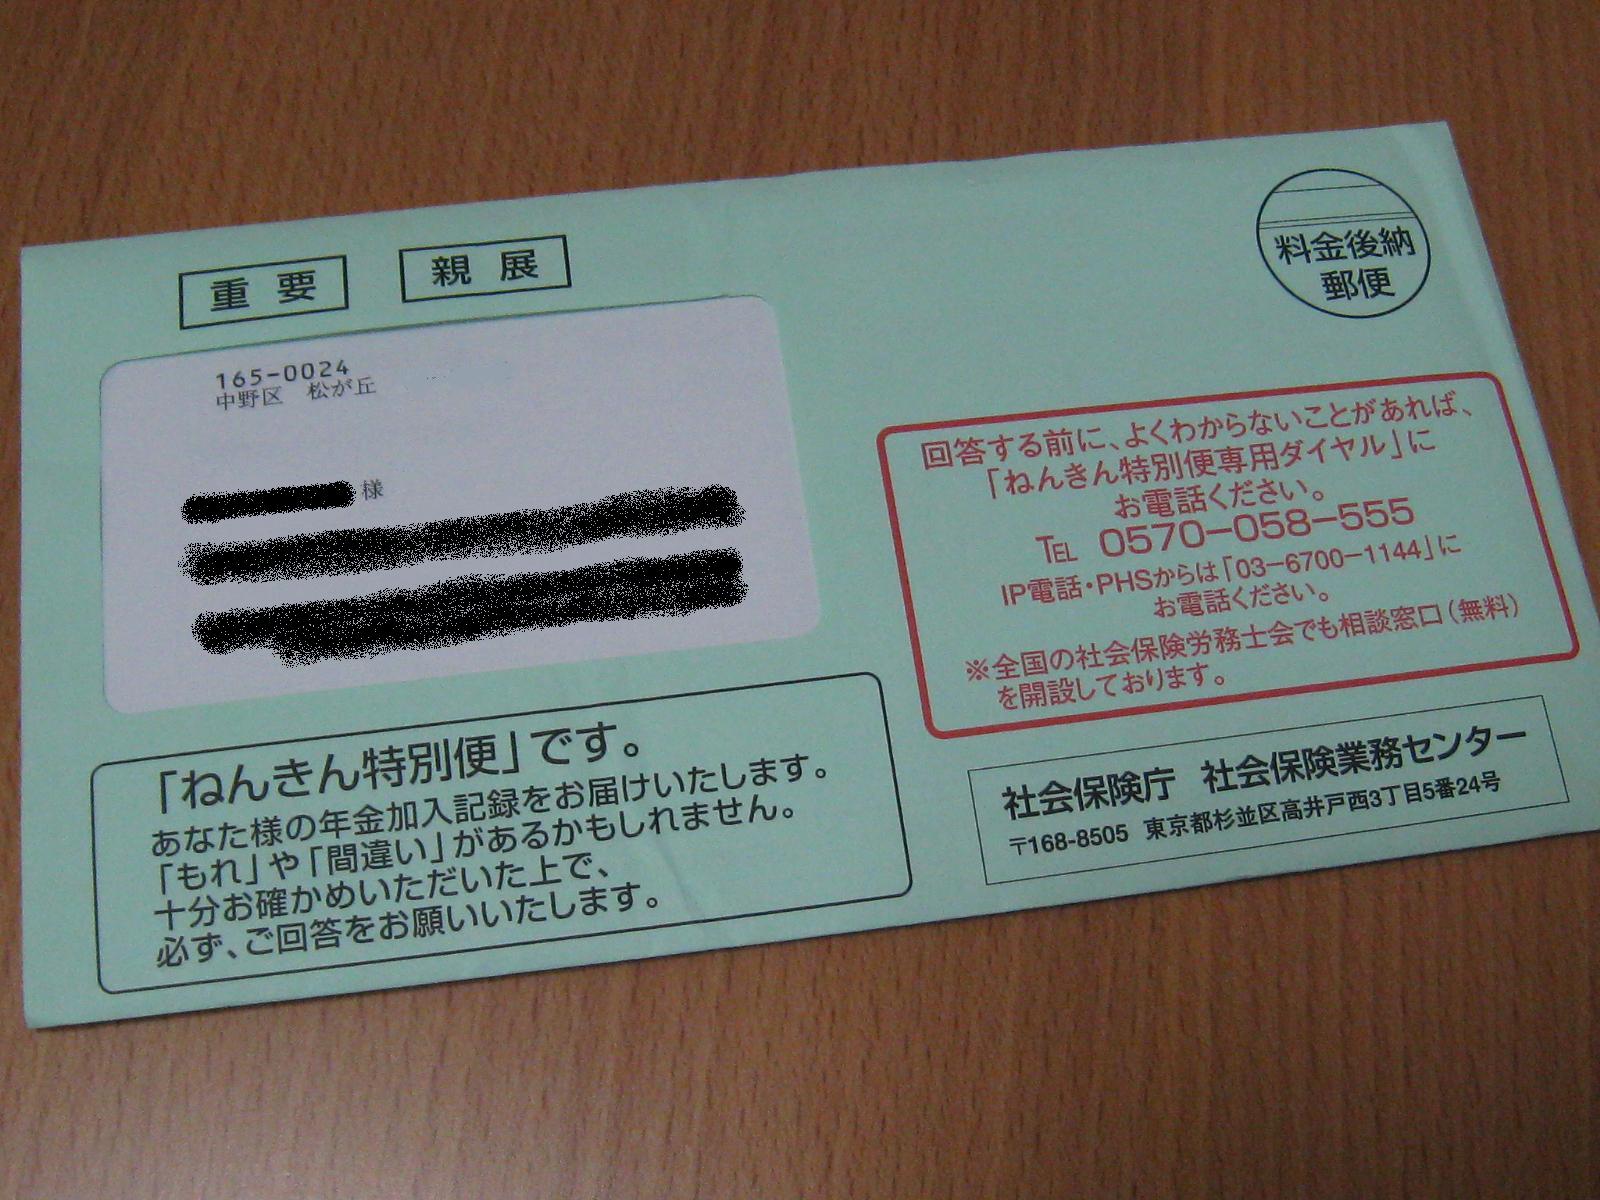 重要
親展
料金後納
郵便
165-0024
中野区 松が丘
様
回答する前に、よくわからないことがあれば、
「ねんきん特別便専用ダイヤル」に
お電話ください。
TEL 0570-058-555
IP電話・PHSからは「03-6700-1144」に
お電話ください。
※全国の社会保険労務士会でも相談窓口(無料)
を開設しております。
「ねんきん特別便」です。
あなた様の年金加入記録をお届けいたします。
「もれ」や「間違い」があるかもしれません。
十分お確かめいただいた上で、
必ず、ご回答をお願いいたします。
社会保険庁 社会保険業務センター
〒168-8505 東京都杉並区高井戸西3丁目5番24号